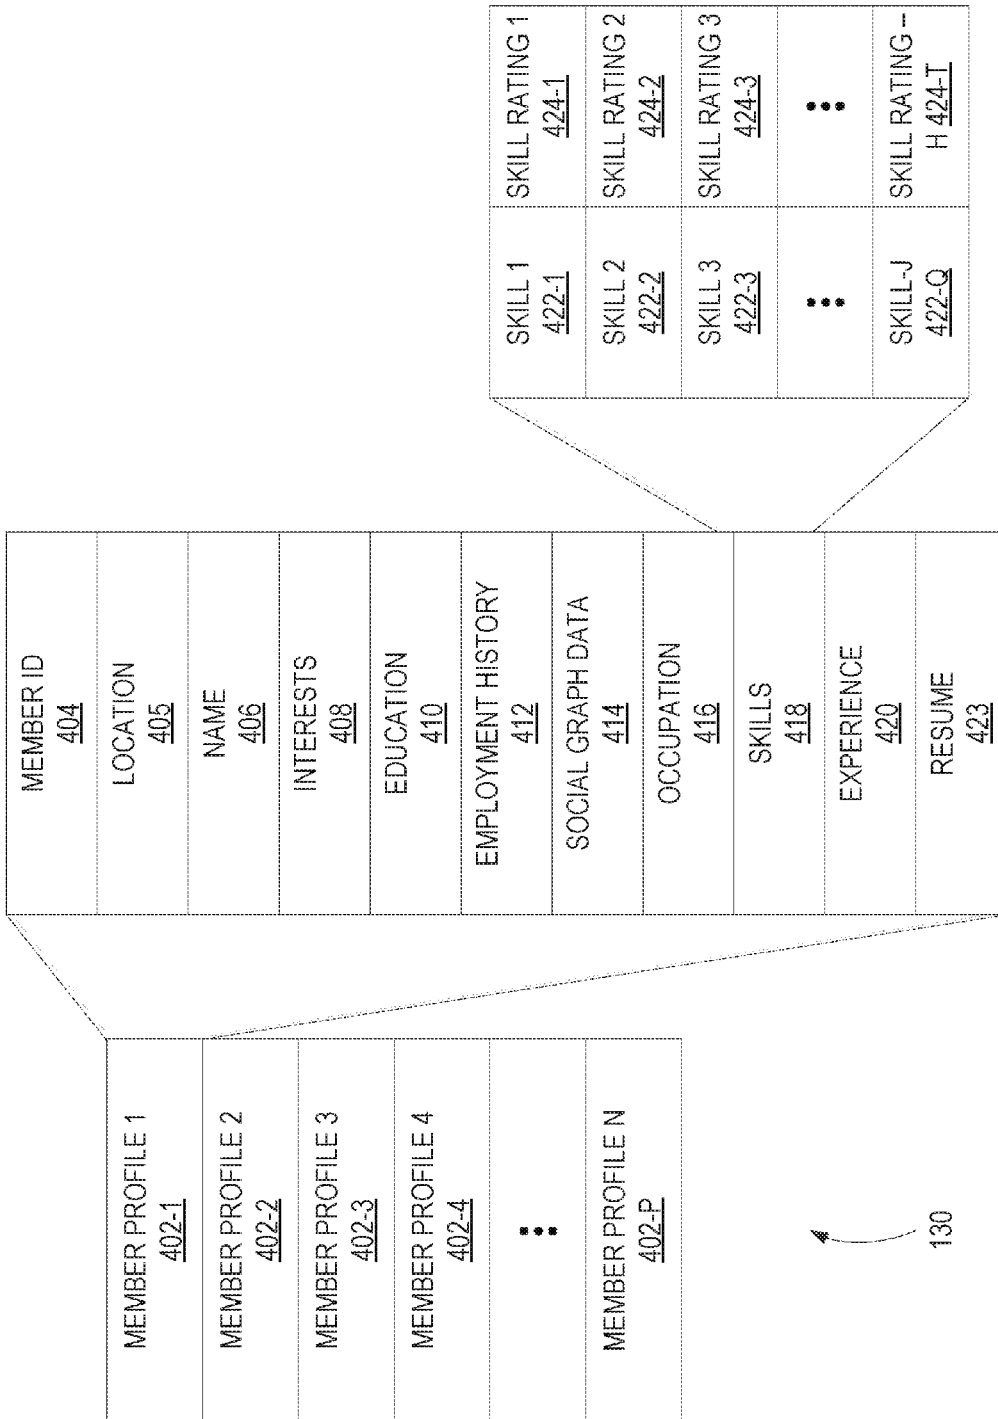 MEMBER PROFILE 1
402-1
MEMBER PROFILE 2
402-2
MEMBER PROFILE 3
402-3
MEMBER PROFILE 4
402-4
•••
MEMBER PROFILE N
402-P
130
MEMBER ID
404
LOCATION
405
NAME
406
INTERESTS
408
EDUCATION
410
EMPLOYMENT HISTORY
412
SOCIAL GRAPH DATA
414
OCCUPATION
416
SKILLS
418
EXPERIENCE
420
RESUME
423
SKILL 1
422-1
SKILL 2
422-2
SKILL 3
422-3
•••
SKILL-J
422-Q
SKILL RATING 1
424-1
SKILL RATING 2
424-2
SKILL RATING 3
424-3
•••
SKILL RATING –
H 424-T